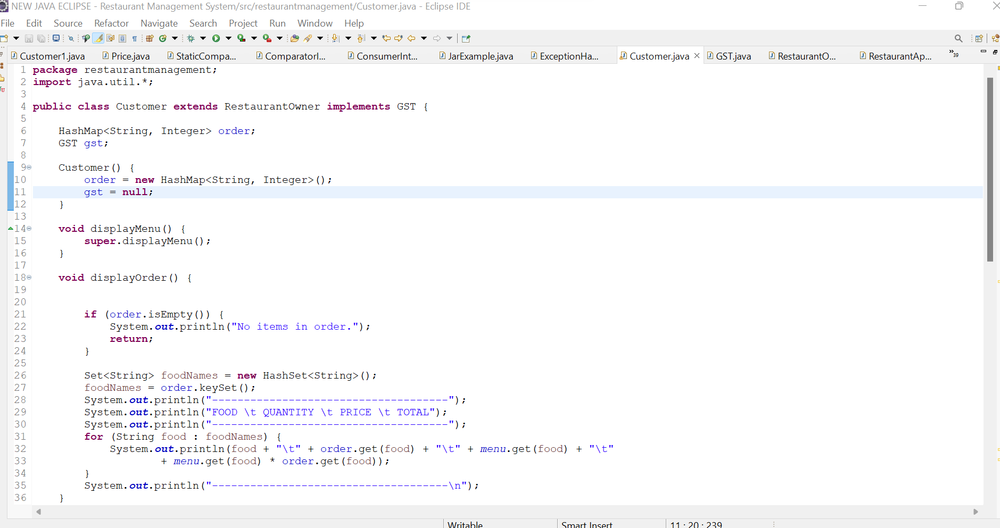 NEW JAVA ECLIPSE - Restaurant Management System/src/restaurantmanagement/Customer.java - Eclipse IDE
File Edit Source Refactor Navigate Search Project Run Window Help
Customer1.java Price.java StaticCompa... ComparatorI... ConsumerInt... JarExample.java ExceptionHa... Customer.java GST.java RestaurantO... RestaurantAp... »39
1 package restaurantmanagement;
2 import java.util.*;
3
4 public class Customer extends RestaurantOwner implements GST {
5
6     HashMap<String, Integer> order;
7     GST gst;
8
9     Customer() {
10         order = new HashMap<String, Integer>();
11         gst = null;
12     }
13
14     void displayMenu() {
15         super.displayMenu();
16     }
17
18     void displayOrder() {
19
20
21         if (order.isEmpty()) {
22             System.out.println("No items in order.");
23             return;
24         }
25
26         Set<String> foodNames = new HashSet<String>();
27         foodNames = order.keySet();
28         System.out.println("-------------------------------------");
29         System.out.println("FOOD \t QUANTITY \t PRICE \t TOTAL");
30         System.out.println("-------------------------------------");
31         for (String food : foodNames) {
32             System.out.println(food + "\t" + order.get(food) + "\t" + menu.get(food) + "\t"
33                     + menu.get(food) * order.get(food));
34         }
35         System.out.println("-------------------------------------\n");
36     }
Writable Smart Insert 11 : 20 : 239